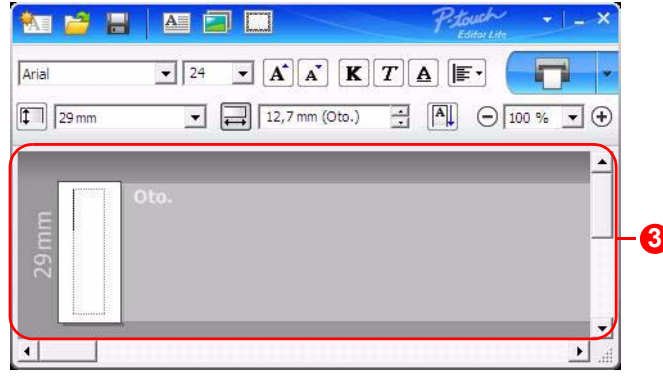 A A P-touch
Editor Lite
Arial 24 A A K T A
29 mm 12,7 mm (Oto.) A 100 %
Oto.
29mm
3